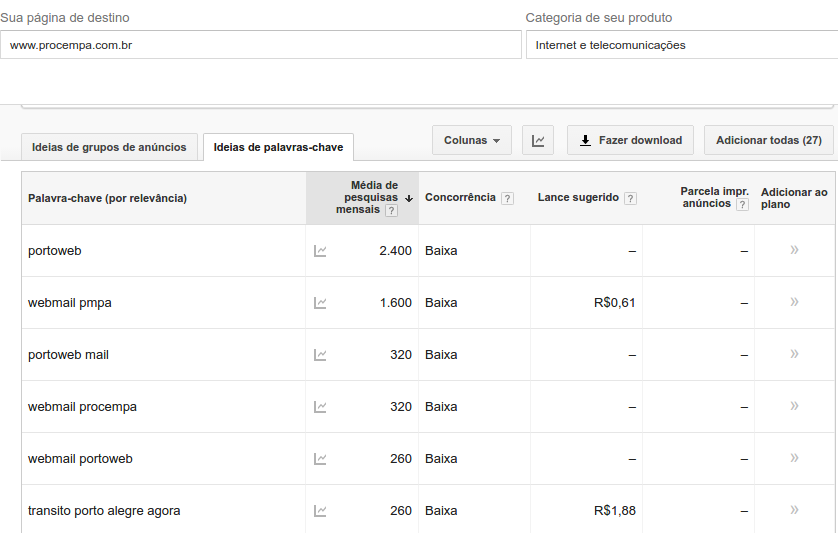 Sua página de destino
Categoria de seu produto
www.procempa.com.br
Internet e telecomunicações
Ideias de grupos de anúncios
Ideias de palavras-chave
Colunas
Fazer download
Adicionar todas (27)
Palavra-chave (por relevância)
Média de
pesquisas
mensais ?
Concorrência ?
Lance sugerido ?
Parcela impr.
anúncios ?
Adicionar ao
plano
portoweb 2.400 Baixa – – »
webmail pmpa 1.600 Baixa R$0,61 – »
portoweb mail 320 Baixa – – »
webmail procempa 320 Baixa – – »
webmail portoweb 260 Baixa – – »
transito porto alegre agora 260 Baixa R$1,88 – »